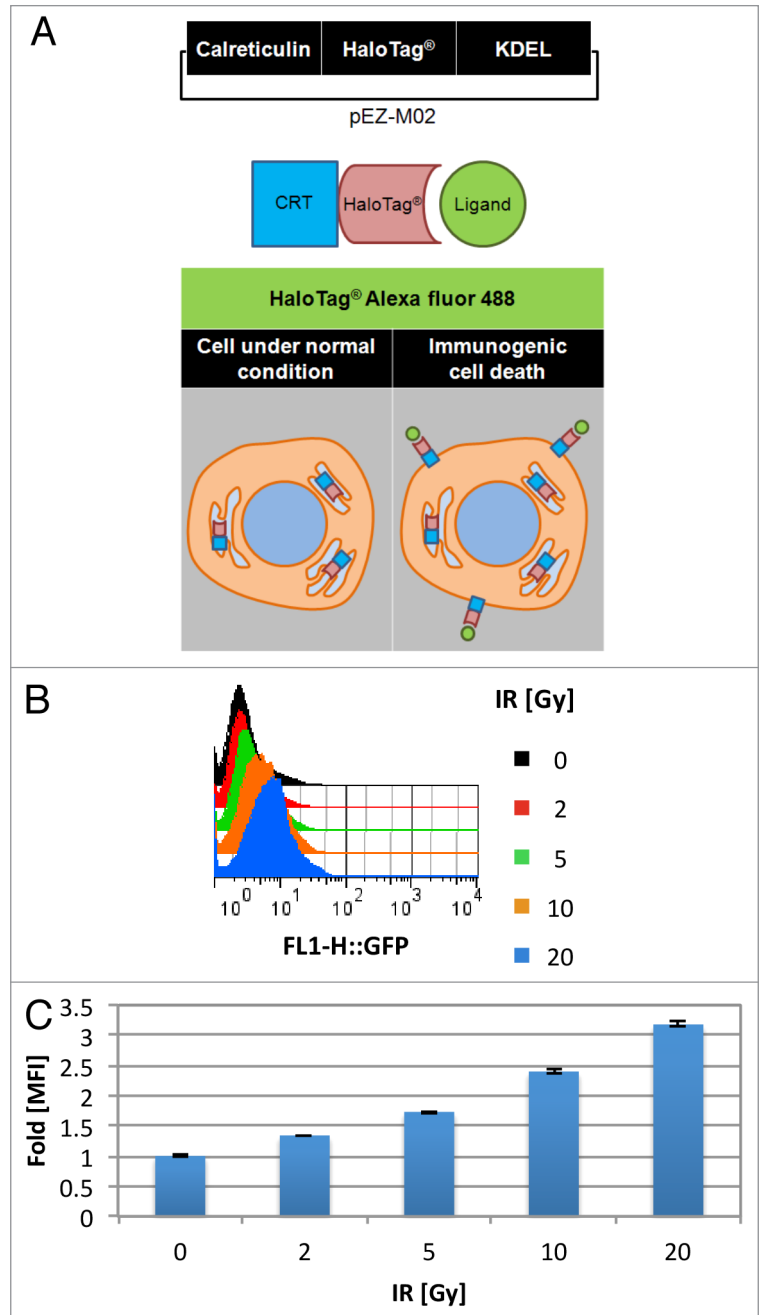 A
Calreticulin HaloTag® KDEL
pEZ-M02
CRT HaloTag® Ligand
HaloTag® Alexa fluor 488
Cell under normal condition
Immunogenic cell death
B
IR [Gy]
0
2
5
10
20
10⁰ 10¹ 10² 10³ 10⁴
FL1-H::GFP
C
Fold [MFI]
3.5
3
2.5
2
1.5
1
0.5
0
0 2 5 10 20
IR [Gy]